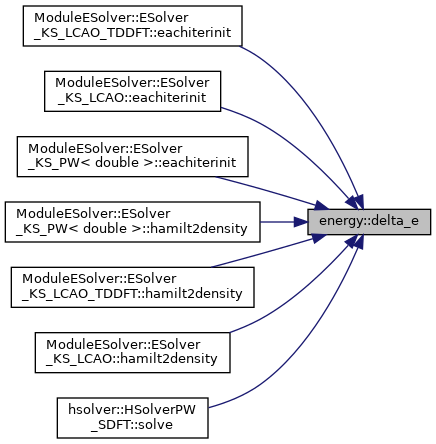 ModuleESolver::ESolver
_KS_LCAO_TDDFT::eachiterinit
ModuleESolver::ESolver
_KS_LCAO::eachiterinit
ModuleESolver::ESolver
_KS_PW< double >::eachiterinit
ModuleESolver::ESolver
_KS_PW< double >::hamilt2density
energy::delta_e
ModuleESolver::ESolver
_KS_LCAO_TDDFT::hamilt2density
ModuleESolver::ESolver
_KS_LCAO::hamilt2density
hsolver::HSolverPW
_SDFT::solve